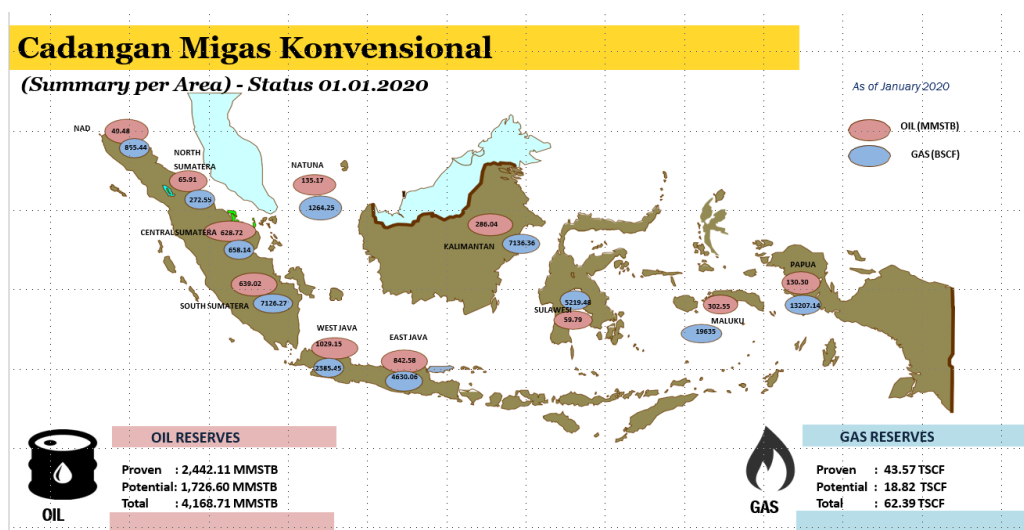 Cadangan Migas Konvensional
(Summary per Area) - Status 01.01.2020
As of January 2020
OIL (MMSTB)
GAS (BSCF)
NAD
49.48
855.44
NORTH
SUMATERA
65.91
272.55
NATUNA
135.17
1264.25
CENTRALSUMATERA
628.72
658.14
286.04
KALIMANTAN
7136.36
PAPUA
130.30
13207.14
639.02
SOUTH SUMATERA
7126.27
5219.48
SULAWESI
59.79
302.55
MALUKU
19635
WEST JAVA
1029.15
2385.45
EAST JAVA
842.58
4630.06
OIL RESERVES
Proven : 2,442.11 MMSTB
Potential: 1,726.60 MMSTB
Total : 4,168.71 MMSTB
OIL
GAS RESERVES
Proven : 43.57 TSCF
Potential : 18.82 TSCF
Total : 62.39 TSCF
GAS